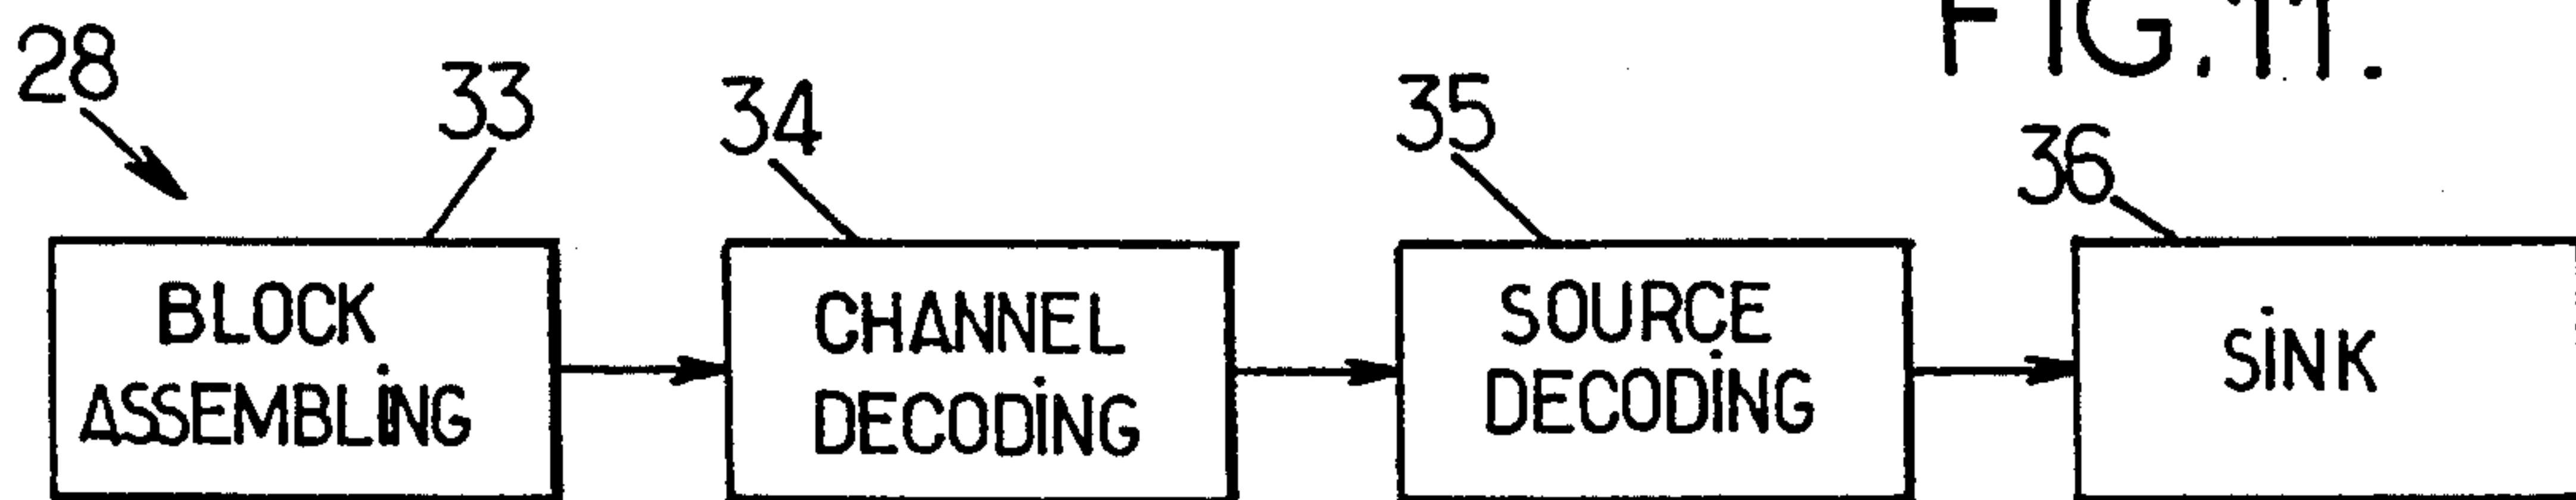 FIG.11.
28
33
34
35
36
BLOCK
ASSEMBLING
CHANNEL
DECODING
SOURCE
DECODING
SINK